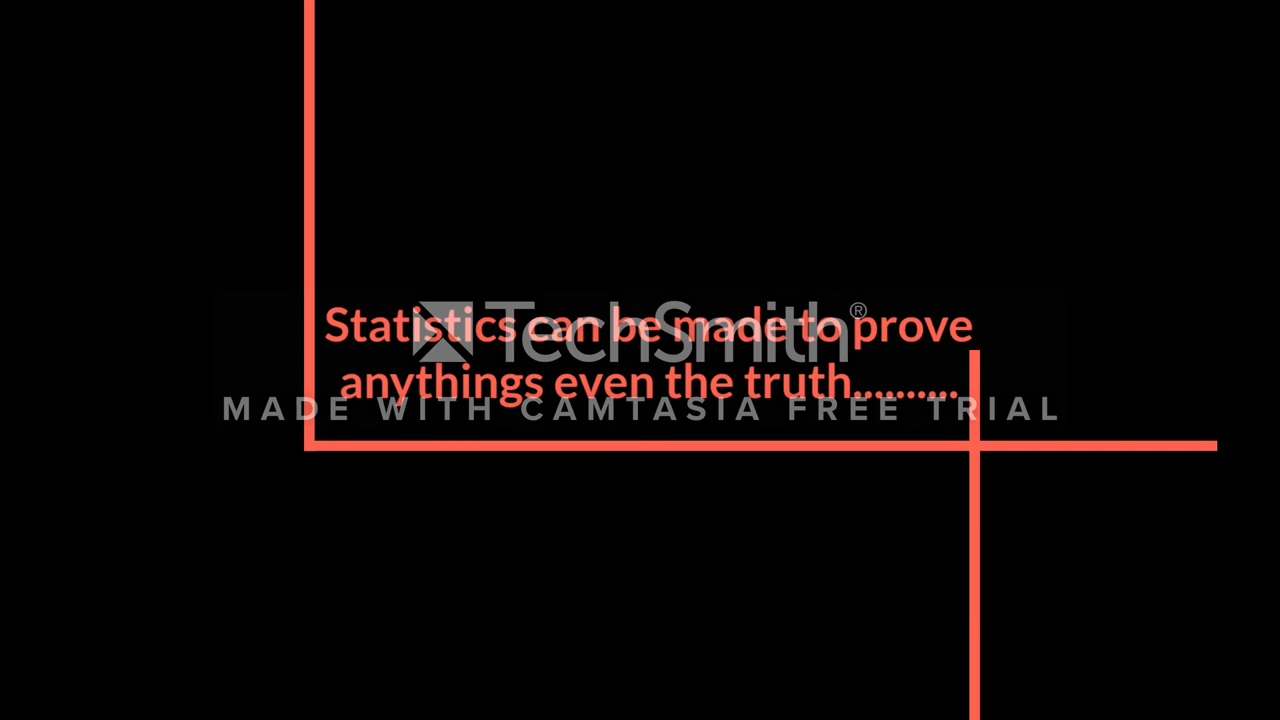 Statistics can be made to prove
anythings even the truth..........
TechSmith®
MADE WITH CAMTASIA FREE TRIAL